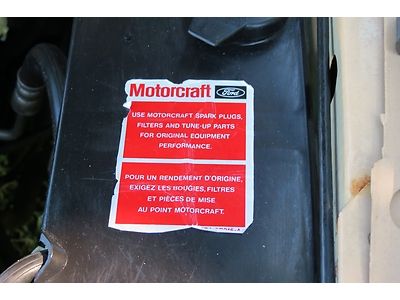 Motorcraft Ford
USE MOTORCRAFT SPARK PLUGS,
FILTERS AND TUNE-UP PARTS
FOR ORIGINAL EQUIPMENT
PERFORMANCE.
POUR UN RENDEMENT D'ORIGINE,
EXIGEZ LES BOUGIES, FILTRES
ET PIÈCES DE MISE
AU POINT MOTORCRAFT.